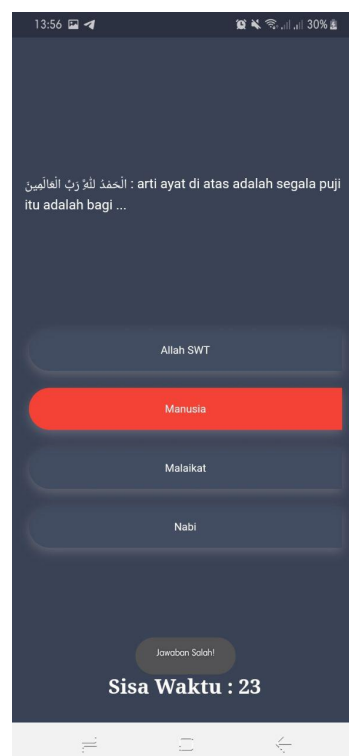 13:56 30%
الْحَمْدُ للهِ رَبِّ الْعَالَمِينَ : arti ayat di atas adalah segala puji
itu adalah bagi ...
Allah SWT
Manusia
Malaikat
Nabi
Jawaban Salah!
Sisa Waktu : 23